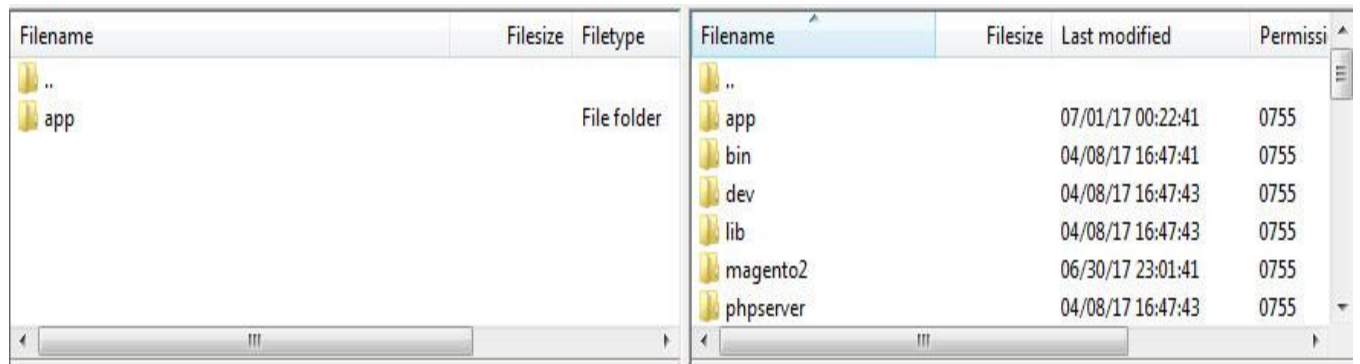 Filename Filesize Filetype
..
app File folder
Filename Filesize Last modified Permissi
..
app 07/01/17 00:22:41 0755
bin 04/08/17 16:47:41 0755
dev 04/08/17 16:47:43 0755
lib 04/08/17 16:47:43 0755
magento2 06/30/17 23:01:41 0755
phpserver 04/08/17 16:47:43 0755